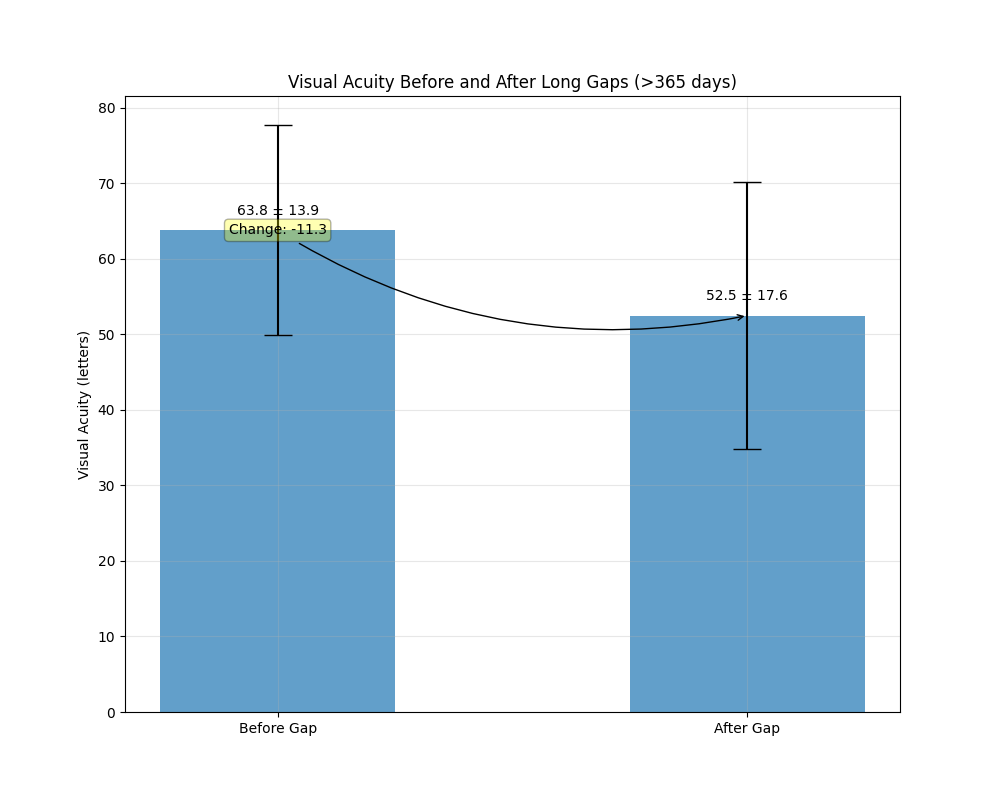 Visual Acuity Before and After Long Gaps (>365 days)
Visual Acuity (letters)
80
70
60
50
40
30
20
10
0
63.8 ± 13.9
Change: -11.3
52.5 ± 17.6
Before Gap
After Gap